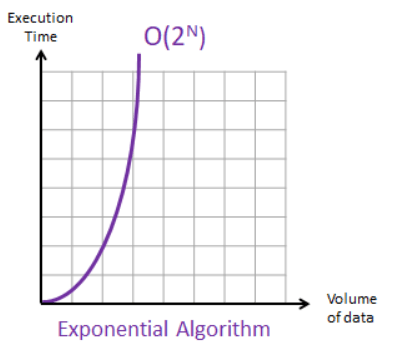 Execution
Time
O(2ᴺ)
Volume
of data
Exponential Algorithm